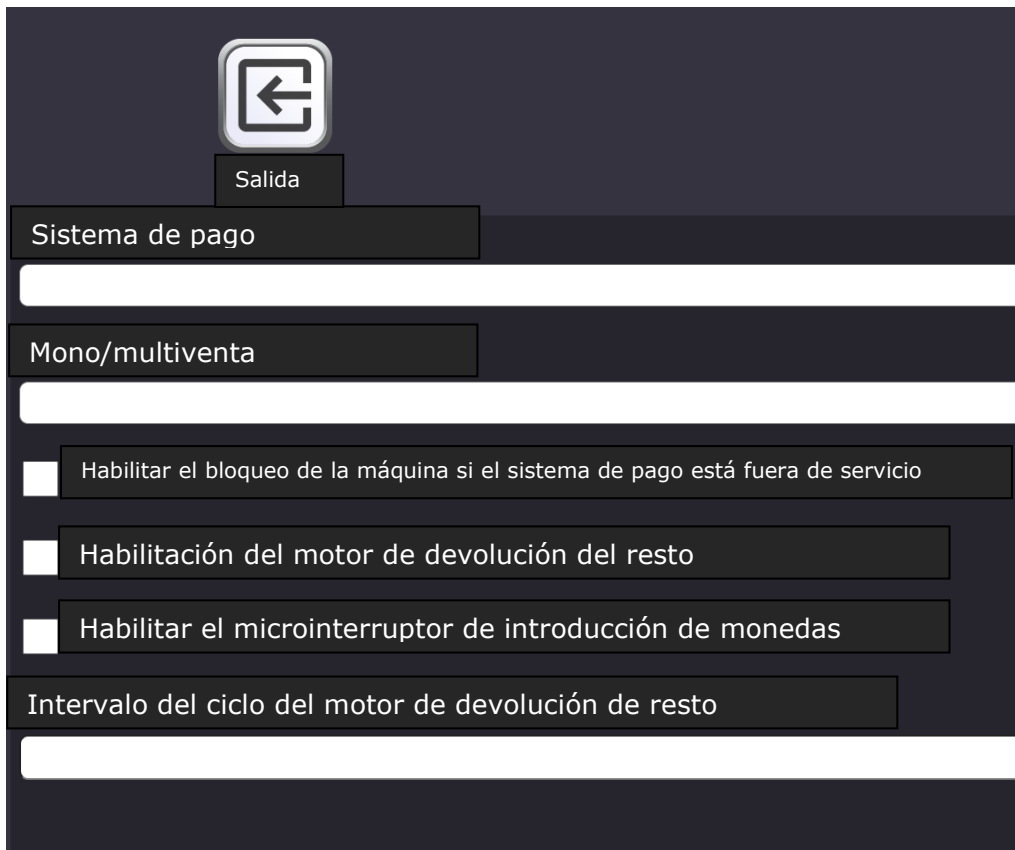 Salida
Sistema de pago
Mono/multiventa
Habilitar el bloqueo de la máquina si el sistema de pago está fuera de servicio
Habilitación del motor de devolución del resto
Habilitar el microinterruptor de introducción de monedas
Intervalo del ciclo del motor de devolución de resto